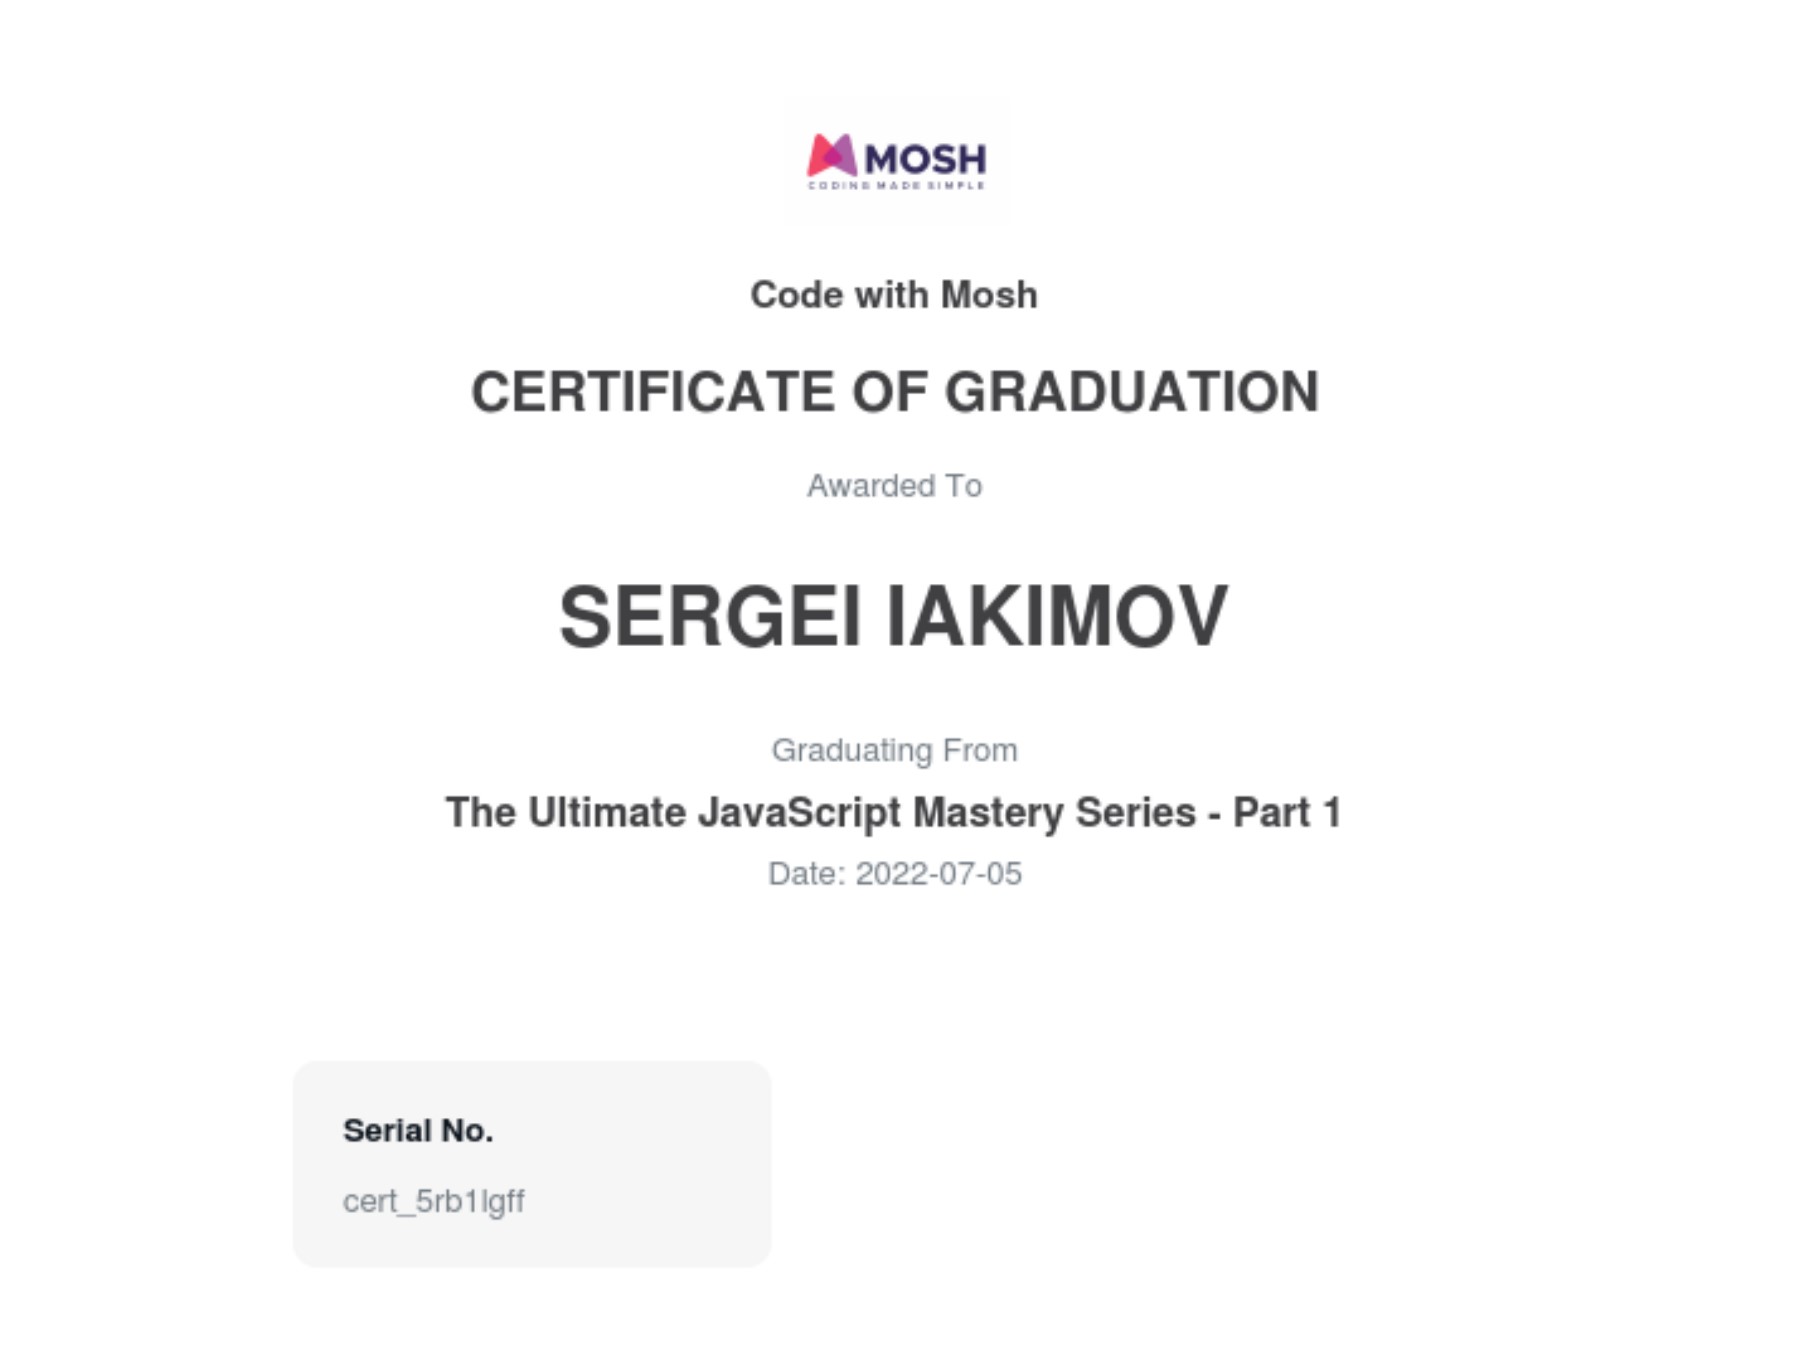 MOSH
CODING MADE SIMPLE
Code with Mosh
CERTIFICATE OF GRADUATION
Awarded To
SERGEI IAKIMOV
Graduating From
The Ultimate JavaScript Mastery Series - Part 1
Date: 2022-07-05
Serial No.
cert_5rb1lgff